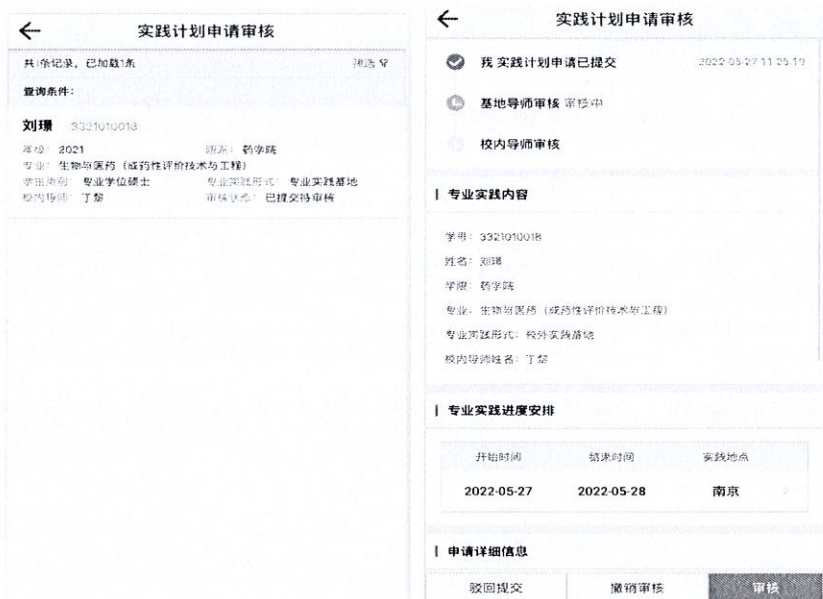 实践计划申请审核
共1条记录，已加载1条 筛选
查询条件：
刘璟 3321010018
年级： 2021 院系： 药学院
专业： 生物与医药（成药性评价技术与工程）
学生类别： 专业学位硕士 专业实践形式： 专业实践基地
校内导师： 丁黎 审核状态： 已提交待审核
实践计划申请审核
我 实践计划申请已提交 2022-05-27 11:25:19
基地导师审核 审核中
校内导师审核
专业实践内容
学号： 3321010018
姓名： 刘璟
学院： 药学院
专业： 生物与医药（成药性评价技术与工程）
专业实践形式： 校外实践基地
校内导师姓名： 丁黎
专业实践进度安排
开始时间 结束时间 实践地点
2022-05-27 2022-05-28 南京
申请详细信息
驳回提交 撤销审核 审核